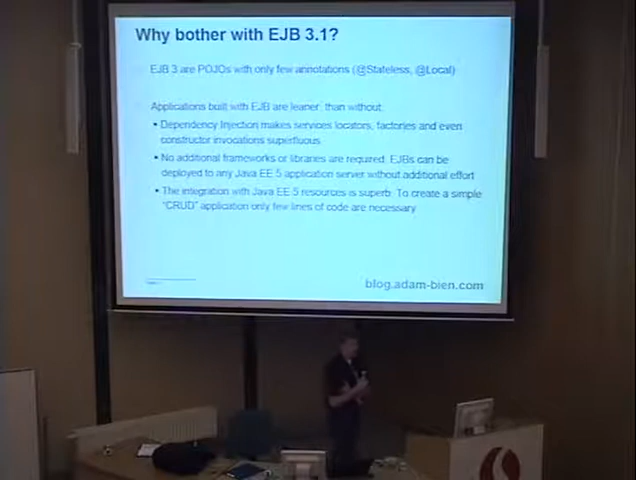 Why bother with EJB 3.1?
EJB 3 are POJOs with only few annotations (@Stateless, @Local)
Applications built with EJB are leaner, than without:
• Dependency Injection makes services locators, factories and even
constructor invocations superfluous
• No additional frameworks or libraries are required. EJBs can be
deployed to any Java EE 5 application server without additional effort
• The integration with Java EE 5 resources is superb. To create a simple
"CRUD" application only few lines of code are necessary
blog.adam-bien.com